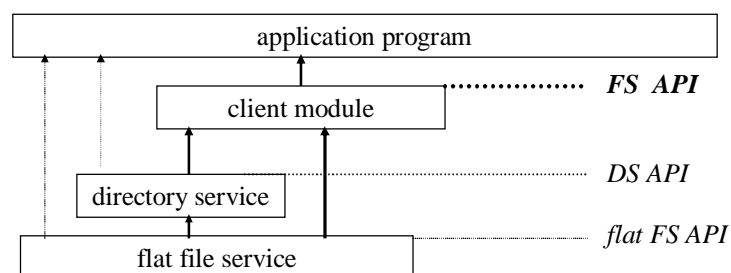 application program
FS API
client module
DS API
directory service
flat FS API
flat file service